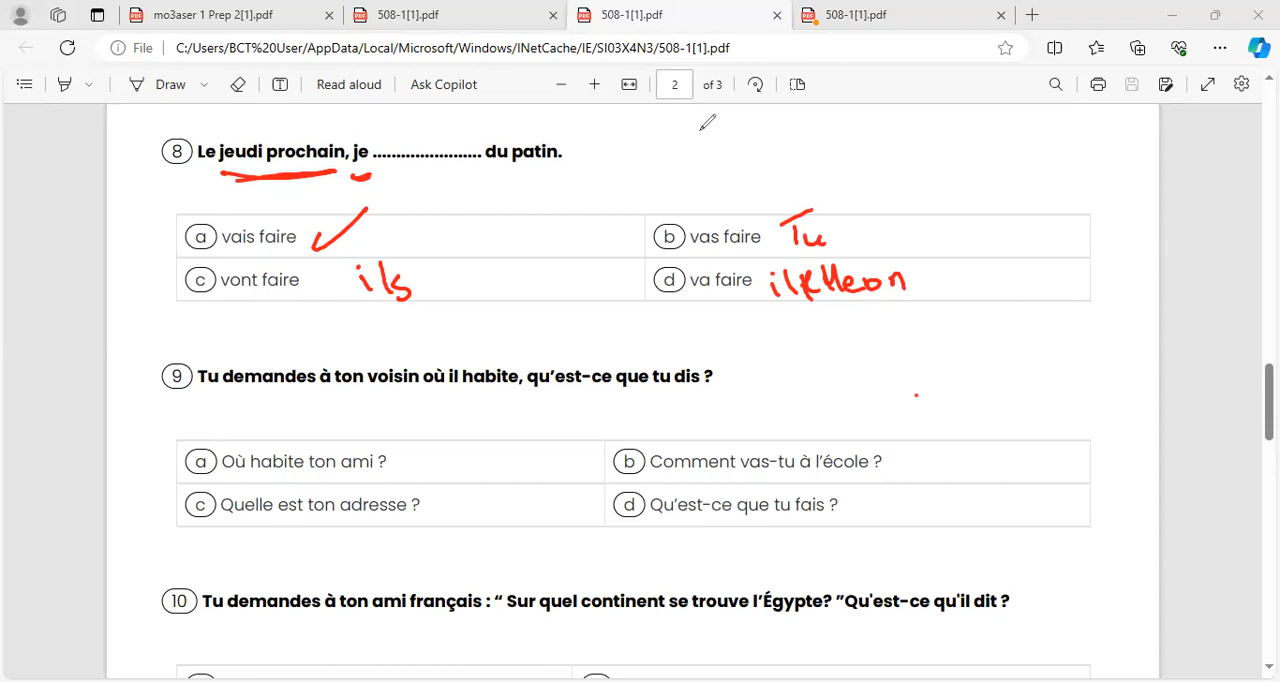 mo3aser 1 Prep 2[1].pdf
508-1[1].pdf
508-1[1].pdf
508-1[1].pdf
File
C:/Users/BCT%20User/AppData/Local/Microsoft/Windows/INetCache/IE/SI03X4N3/508-1[1].pdf
Draw
Read aloud
Ask Copilot
2
of 3
8 Le jeudi prochain, je ....................... du patin.
a vais faire
b vas faire Tu
c vont faire ils
d va faire il elle on
9 Tu demandes à ton voisin où il habite, qu'est-ce que tu dis ?
a Où habite ton ami ?
b Comment vas-tu à l'école ?
c Quelle est ton adresse ?
d Qu'est-ce que tu fais ?
10 Tu demandes à ton ami français : “ Sur quel continent se trouve l'Égypte? ”Qu'est-ce qu'il dit ?